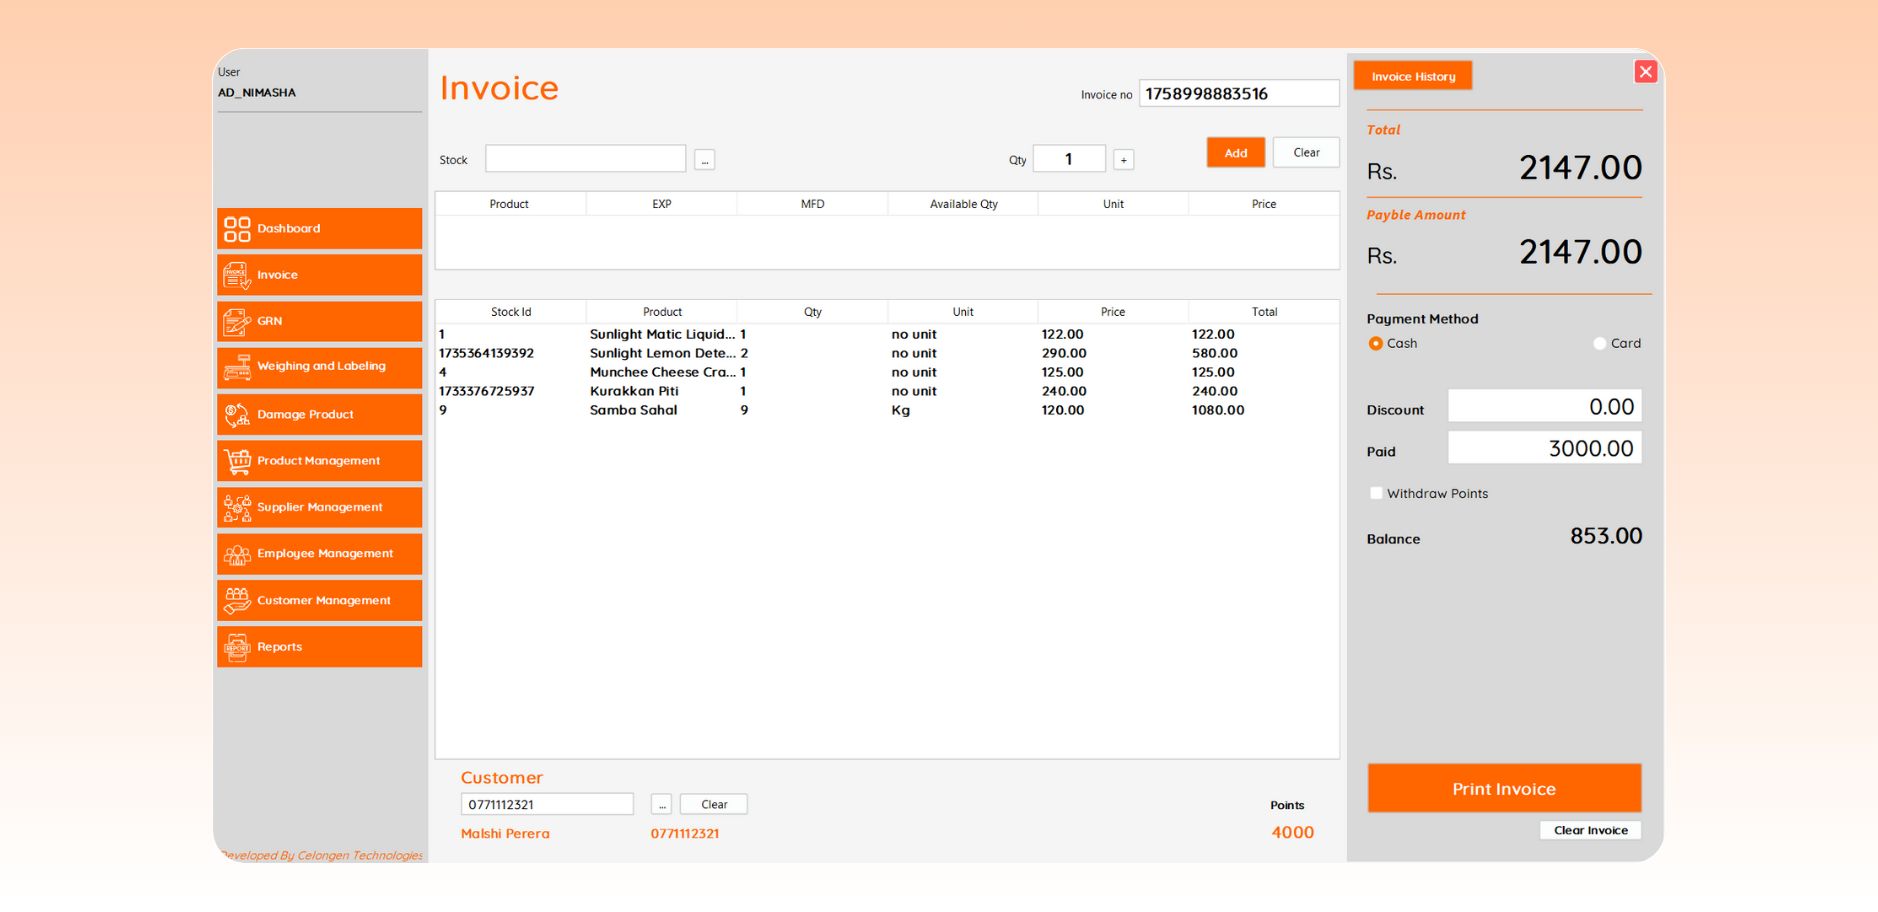 User
AD_NIMASHA
Dashboard
INVOICE
Invoice
GRN
Weighing and Labeling
Damage Product
Product Management
Supplier Management
Employee Management
Customer Management
REPORT
Reports
Developed By Celongen Technologies
Invoice
Invoice no 1758998883516
Stock ... Qty 1 + Add Clear
Product EXP MFD Available Qty Unit Price
Stock Id Product Qty Unit Price Total
1 Sunlight Matic Liquid... 1 no unit 122.00 122.00
1735364139392 Sunlight Lemon Dete... 2 no unit 290.00 580.00
4 Munchee Cheese Cra... 1 no unit 125.00 125.00
1733376725937 Kurakkan Piti 1 no unit 240.00 240.00
9 Samba Sahal 9 Kg 120.00 1080.00
Customer
0771112321 ... Clear Points
Malshi Perera 0771112321 4000
Invoice History
Total
Rs. 2147.00
Payble Amount
Rs. 2147.00
Payment Method
Cash Card
Discount 0.00
Paid 3000.00
Withdraw Points
Balance 853.00
Print Invoice
Clear Invoice